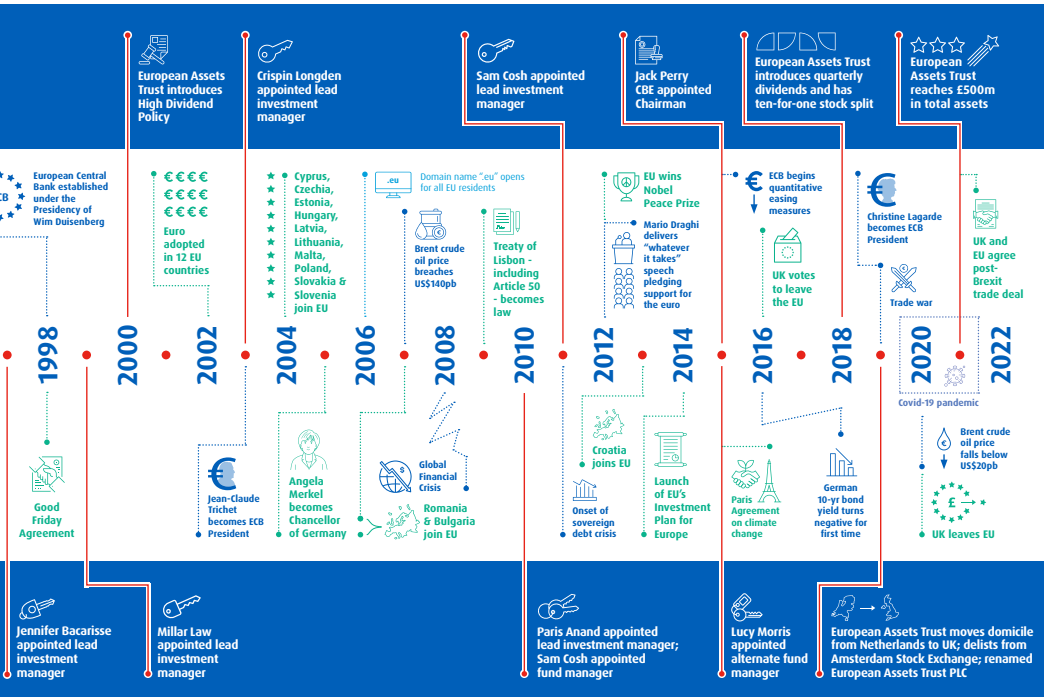 European Assets
Trust introduces
High Dividend
Policy
Crispin Longden
appointed lead
investment
manager
Sam Cosh appointed
lead investment
manager
Jack Perry
CBE appointed
Chairman
European Assets Trust
introduces quarterly
dividends and has
ten-for-one stock split
European
Assets Trust
reaches £500m
in total assets
CB
European Central
Bank established
under the
Presidency of
Wim Duisenberg
€€€€
€€€€
€€€€
Euro
adopted
in 12 EU
countries
Cyprus,
Czechia,
Estonia,
Hungary,
Latvia,
Lithuania,
Malta,
Poland,
Slovakia &
Slovenia
join EU
.eu
Domain name ".eu" opens
for all EU residents
Brent crude
oil price
breaches
US$140pb
Treaty of
Lisbon -
including
Article 50
- becomes
law
EU wins
Nobel
Peace Prize
Mario Draghi
delivers
"whatever
it takes"
speech
pledging
support for
the euro
€
ECB begins
quantitative
easing
measures
UK votes
to leave
the EU
€
Christine Lagarde
becomes ECB
President
Trade war
UK and
EU agree
post-
Brexit
trade deal
1998
2000
2002
2004
2006
2008
2010
2012
2014
2016
2018
2020
2022
Covid-19 pandemic
Good
Friday
Agreement
€
Jean-Claude
Trichet
becomes ECB
President
Angela
Merkel
becomes
Chancellor
of Germany
$
Global
Financial
Crisis
Romania
& Bulgaria
join EU
Onset of
sovereign
debt crisis
Croatia
joins EU
Launch
of EU's
Investment
Plan for
Europe
Paris
Agreement
on climate
change
German
10-yr bond
yield turns
negative for
first time
Brent crude
oil price
falls below
US$20pb
£
UK leaves EU
Jennifer Bacarisse
appointed lead
investment
manager
Millar Law
appointed lead
investment
manager
Paris Anand appointed
lead investment manager;
Sam Cosh appointed
fund manager
Lucy Morris
appointed
alternate fund
manager
European Assets Trust moves domicile
from Netherlands to UK; delists from
Amsterdam Stock Exchange; renamed
European Assets Trust PLC